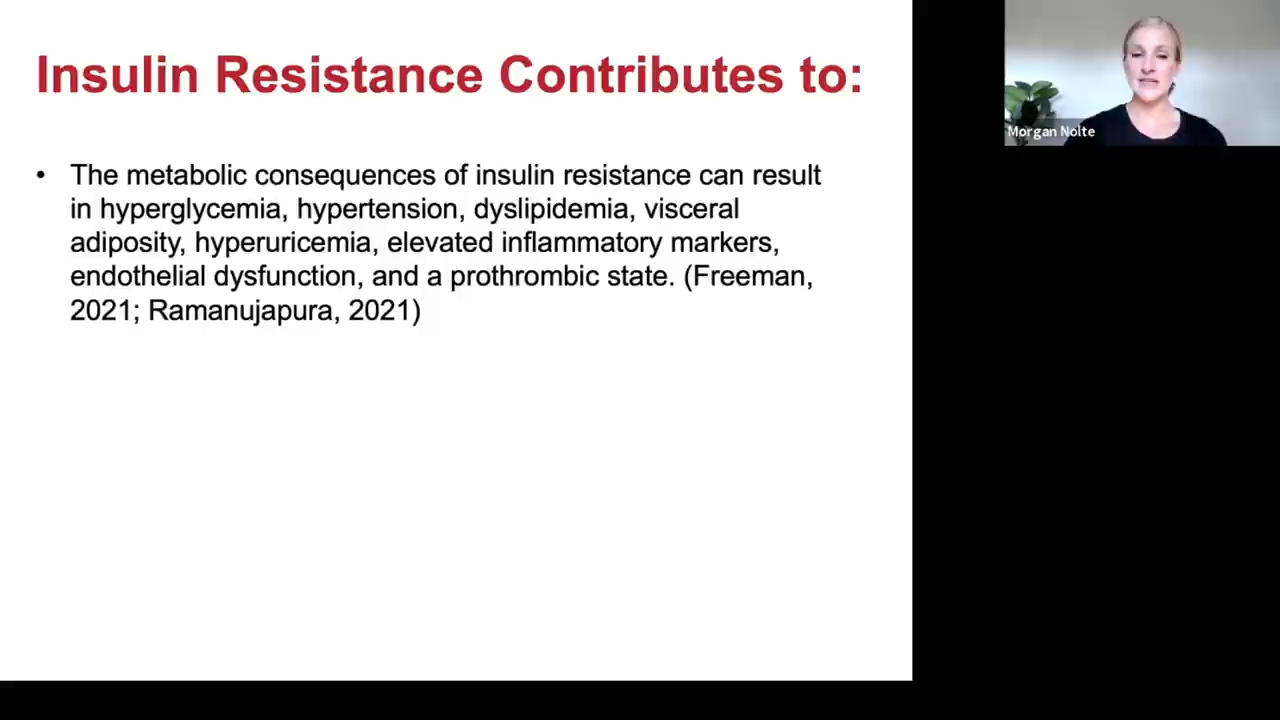 Insulin Resistance Contributes to:
• The metabolic consequences of insulin resistance can result
in hyperglycemia, hypertension, dyslipidemia, visceral
adiposity, hyperuricemia, elevated inflammatory markers,
endothelial dysfunction, and a prothrombic state. (Freeman,
2021; Ramanujapura, 2021)
Morgan Nolte